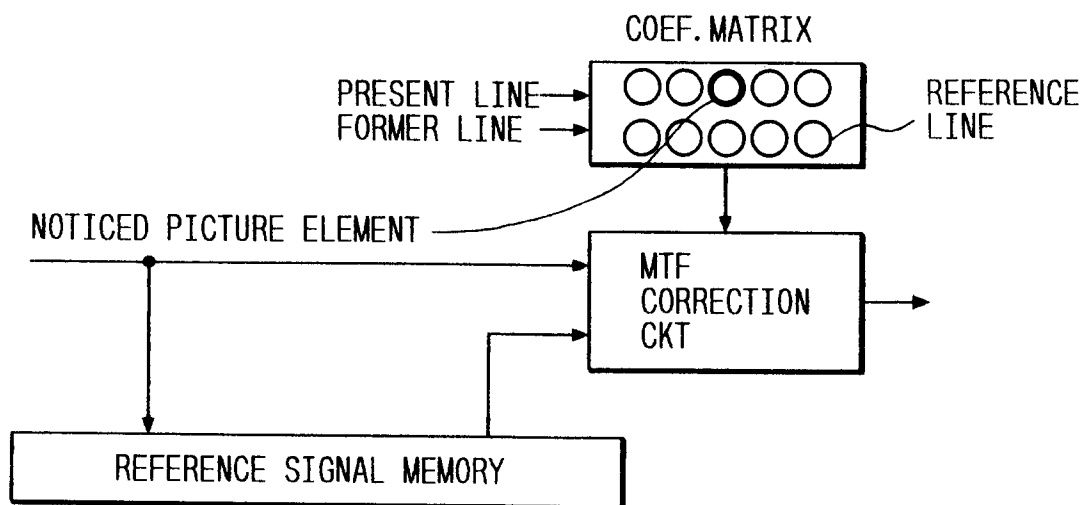 COEF. MATRIX
PRESENT LINE
FORMER LINE
REFERENCE
LINE
NOTICED PICTURE ELEMENT
MTF
CORRECTION
CKT
REFERENCE SIGNAL MEMORY